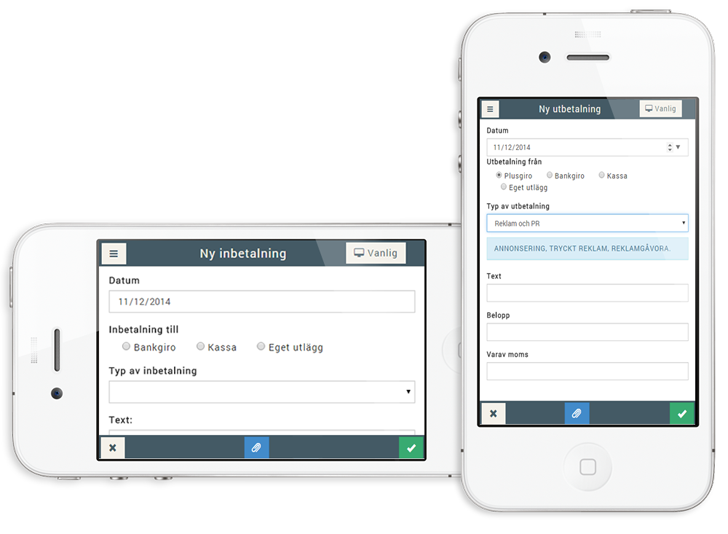 Ny inbetalning
Vanlig
Datum
11/12/2014
Inbetalning till
Bankgiro
Kassa
Eget utlägg
Typ av inbetalning
Text:
Ny utbetalning
Vanlig
Datum
11/12/2014
Utbetalning från
Plusgiro
Bankgiro
Kassa
Eget utlägg
Typ av utbetalning
Reklam och PR
ANNONSERING, TRYCKT REKLAM, REKLAMGÅVORA.
Text
Belopp
Varav moms